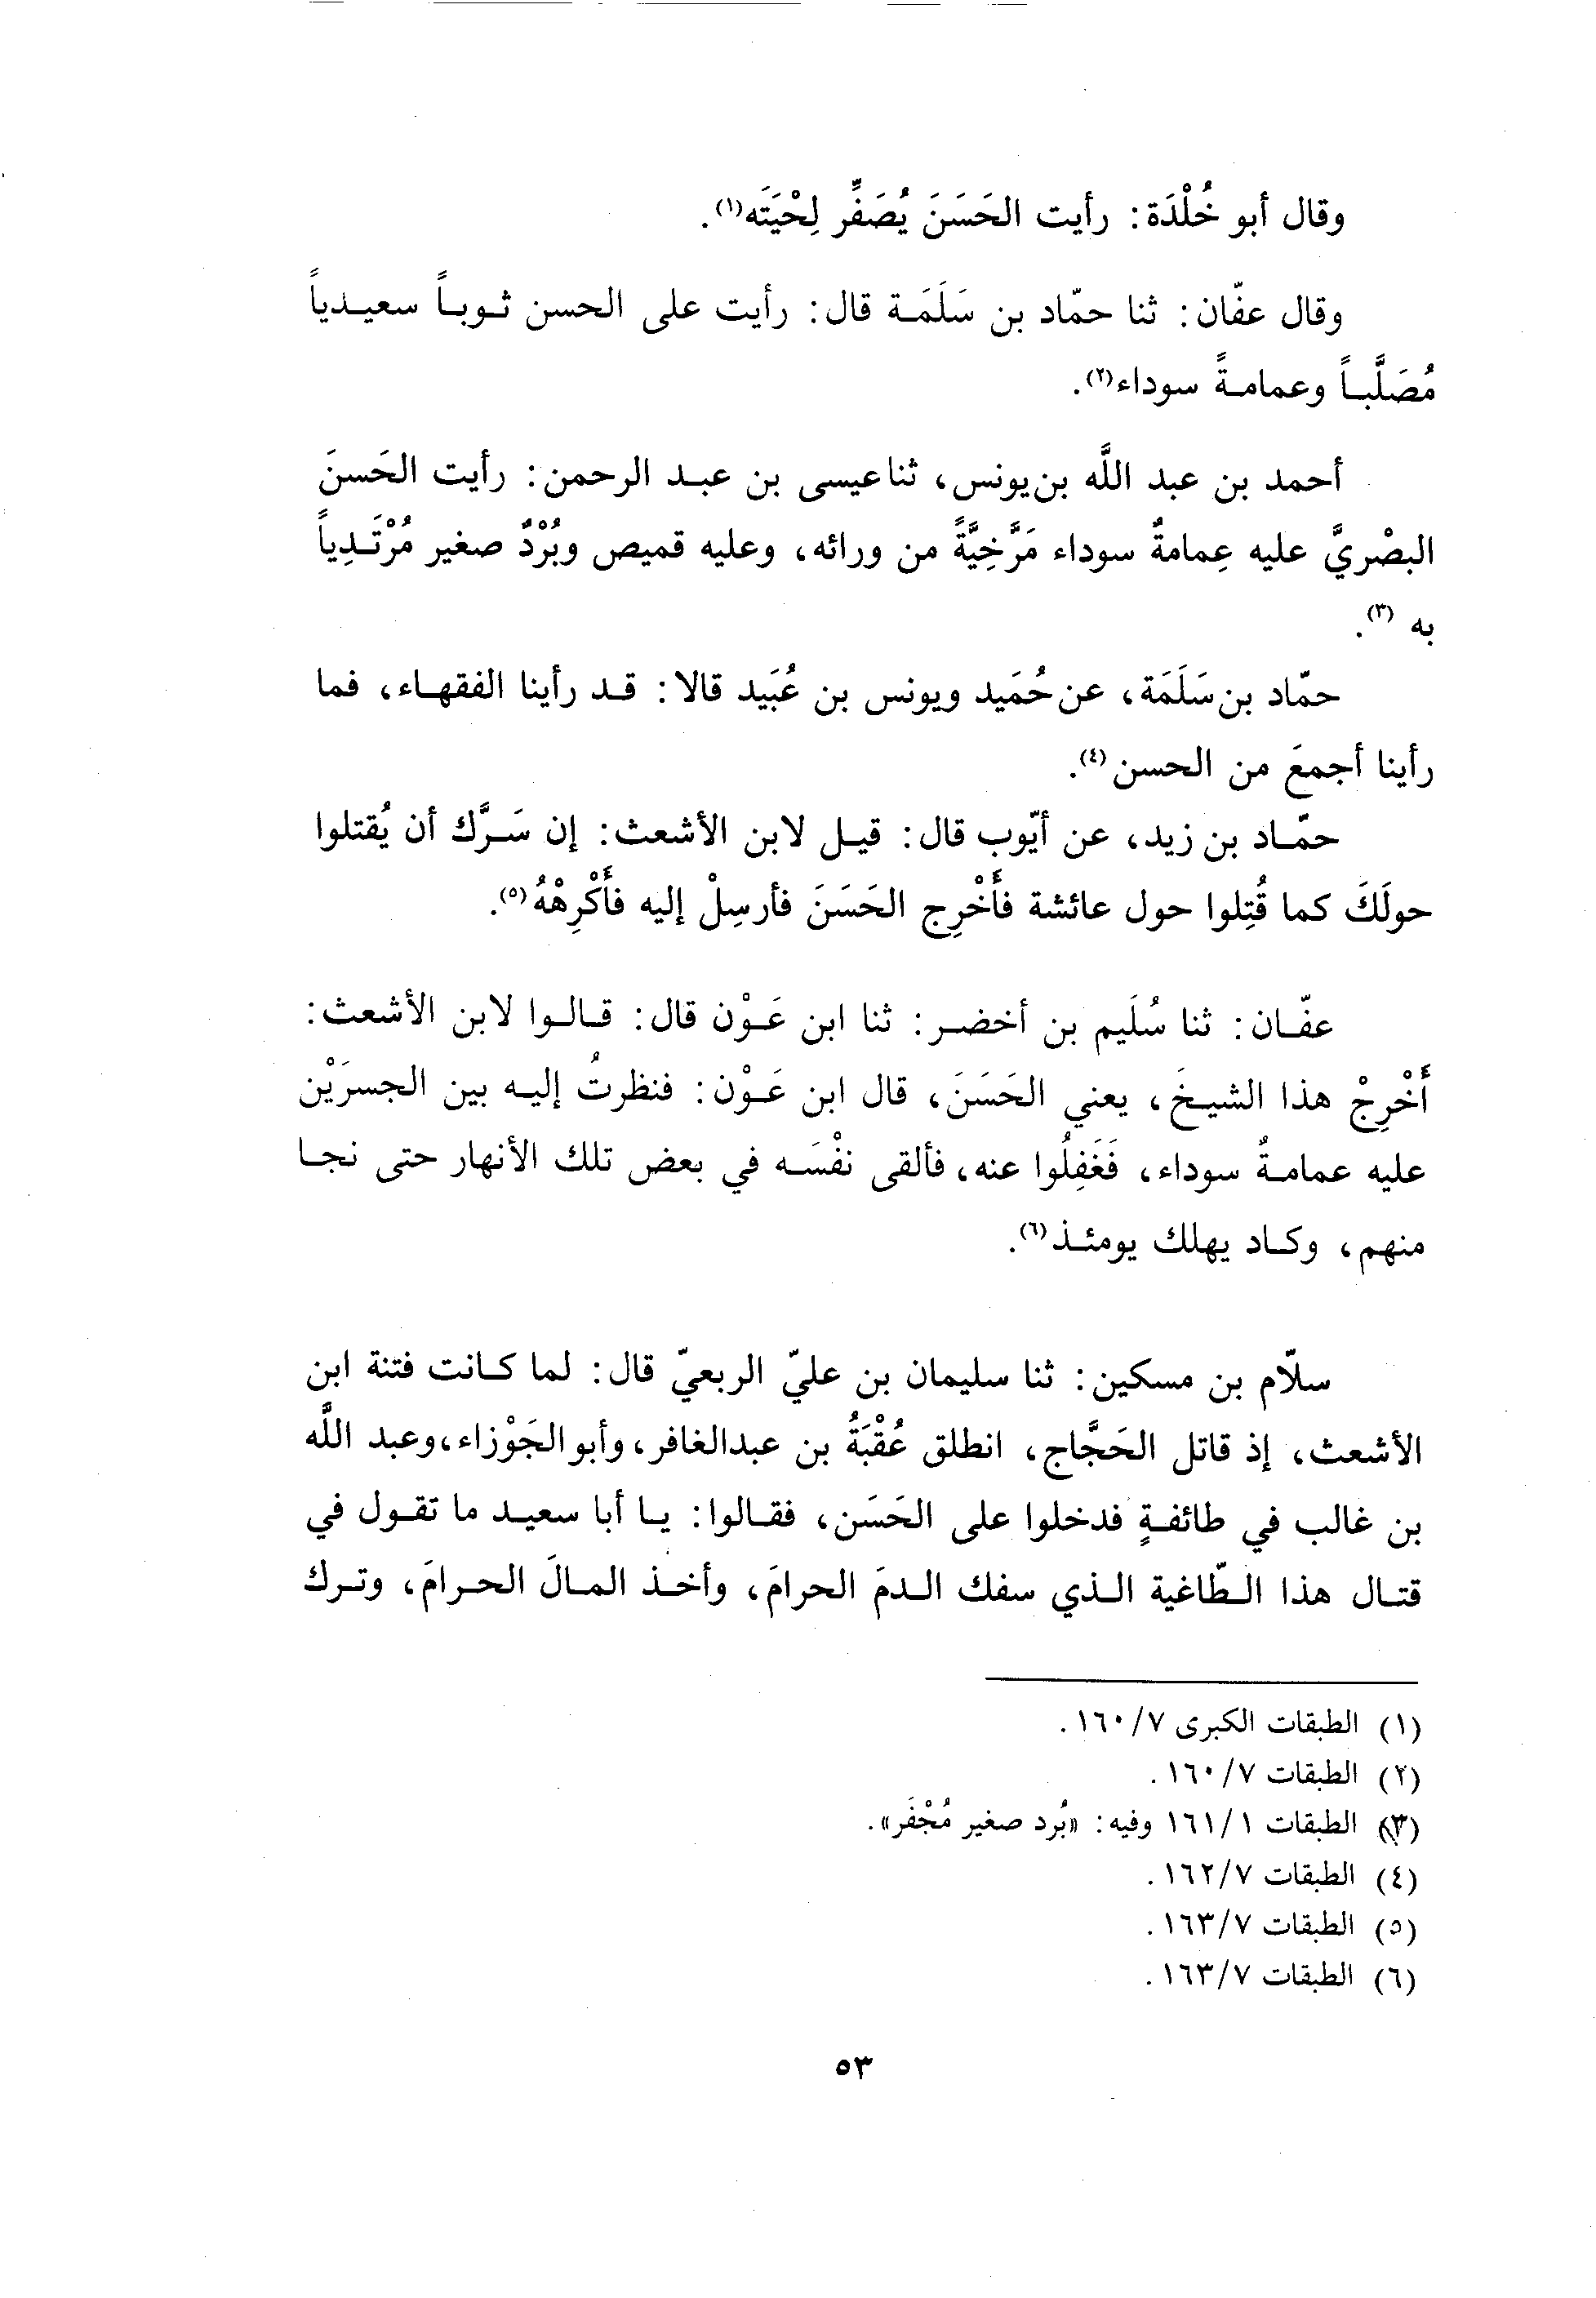 وقال أبو خُلْدَة: رأيت الحَسَنَ يُصَفِّر لِحْيَتَه(١).
وقال عفّان: ثنا حمّاد بن سَلَمَة قال: رأيت على الحسن ثوباً سعيدياً
مُصَلَّباً وعمامةً سوداء(٢).
أحمد بن عبد اللَّه بن يونس، ثنا عيسى بن عبد الرحمن: رأيت الحَسنَ
البصْريَّ عليه عِمامةٌ سوداء مَرَّخِيَّةً من ورائه، وعليه قميص وبُرْدٌ صغير مُرْتَدِياً
به (٣).
حمّاد بن سَلَمَة، عن حُمَيد ويونس بن عُبَيد قالا: قد رأينا الفقهاء، فما
رأينا أجمعَ من الحسن(٤).
حمّاد بن زيد، عن أيّوب قال: قيل لابن الأشعث: إن سَرَّك أن يُقتلوا
حولَكَ كما قُتِلوا حول عائشة فأَخْرِج الحَسَنَ فأرسِلْ إليه فأَكْرِهْهُ(٥).
عفّان: ثنا سُلَيم بن أخضر: ثنا ابن عَوْن قال: قالوا لابن الأشعث:
أَخْرِجْ هذا الشيخَ، يعني الحَسَنَ، قال ابن عَوْن: فنظرتُ إليه بين الجسرَيْن
عليه عمامةٌ سوداء، فَغَفِلُوا عنه، فألقى نفْسَه في بعض تلك الأنهار حتى نجا
منهم، وكاد يهلك يومئذ(٦).
سلّام بن مسكين: ثنا سليمان بن عليّ الربعيّ قال: لما كانت فتنة ابن
الأشعث، إذ قاتل الحَجَّاج، انطلق عُقْبَةُ بن عبدالغافر، وأبو الجَوْزاء، وعبد اللَّه
بن غالب في طائفةٍ فدخلوا على الحَسَن، فقالوا: يا أبا سعيد ما تقول في
قتال هذا الطّاغية الذي سفك الدمَ الحرامَ، وأخذ المالَ الحرامَ، وترك
(١) الطبقات الكبرى ١٦٠/٧.
(٢) الطبقات ١٦٠/٧.
(٣) الطبقات ١٦١/١ وفيه: «بُرد صغير مُجْفَر».
(٤) الطبقات ١٦٢/٧.
(٥) الطبقات ١٦٣/٧.
(٦) الطبقات ١٦٣/٧.
٥٣